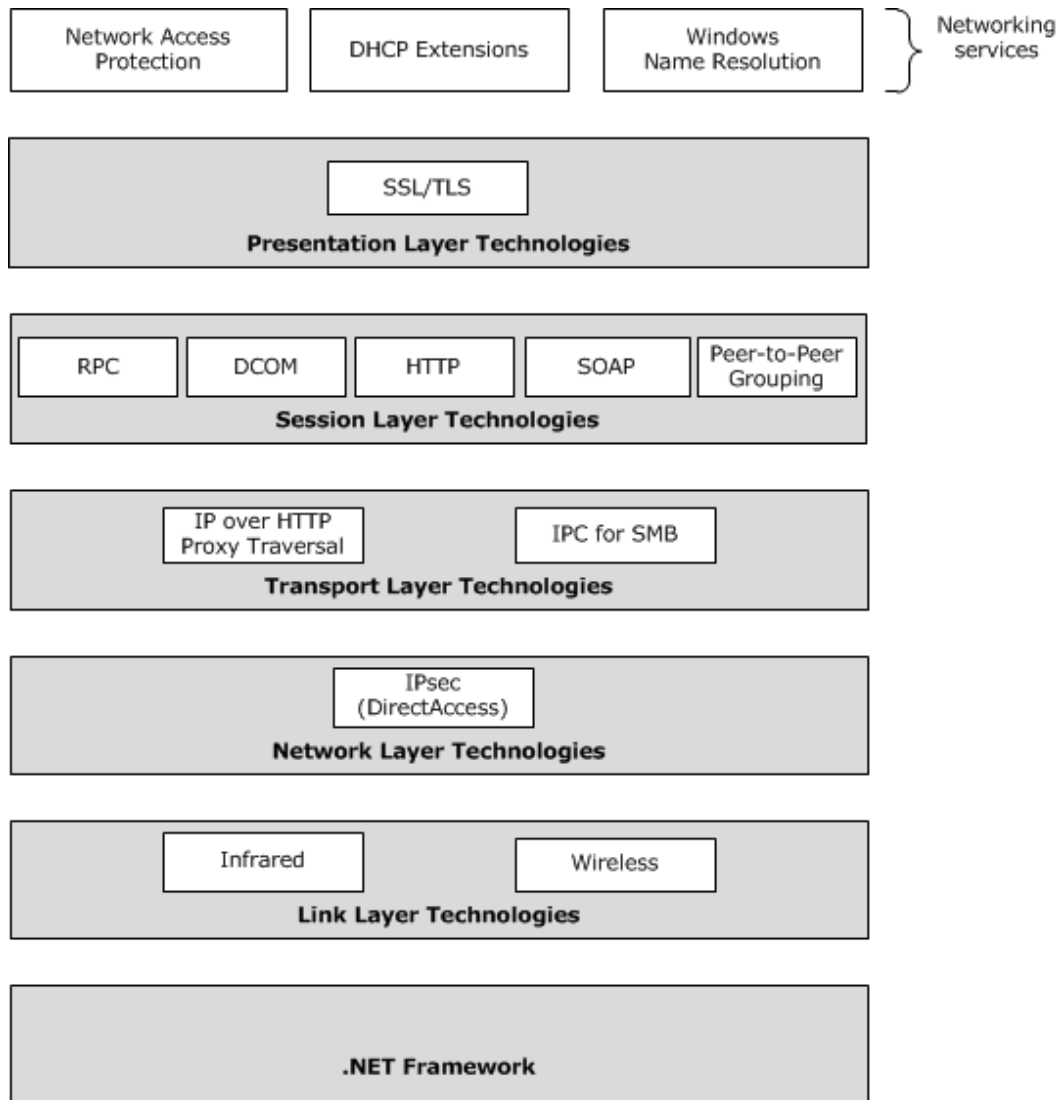 Network Access
Protection
DHCP Extensions
Windows
Name Resolution
Networking
services
SSL/TLS
Presentation Layer Technologies
RPC
DCOM
HTTP
SOAP
Peer-to-Peer
Grouping
Session Layer Technologies
IP over HTTP
Proxy Traversal
IPC for SMB
Transport Layer Technologies
IPsec
(DirectAccess)
Network Layer Technologies
Infrared
Wireless
Link Layer Technologies
.NET Framework